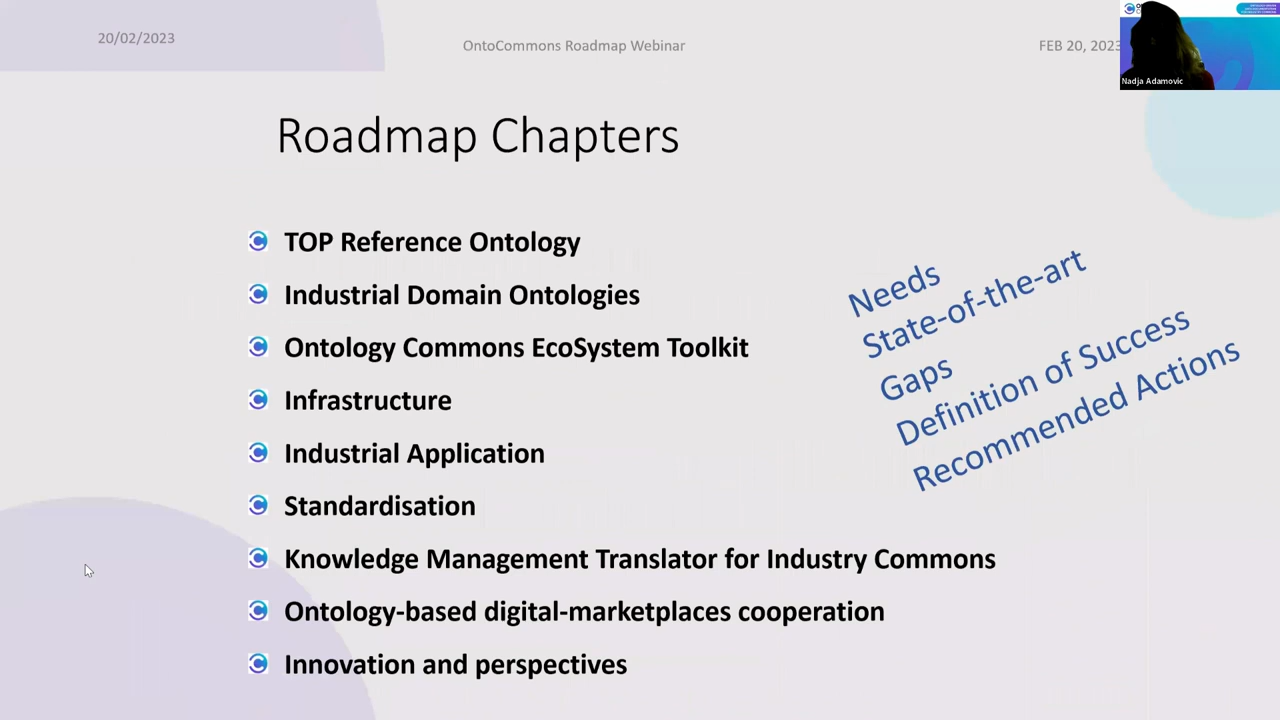 20/02/2023
OntoCommons Roadmap Webinar
FEB 20, 2023
Nadja Adamovic
Roadmap Chapters
TOP Reference Ontology
Industrial Domain Ontologies
Ontology Commons EcoSystem Toolkit
Infrastructure
Industrial Application
Standardisation
Knowledge Management Translator for Industry Commons
Ontology-based digital-marketplaces cooperation
Innovation and perspectives
Needs
State-of-the-art
Gaps
Definition of Success
Recommended Actions